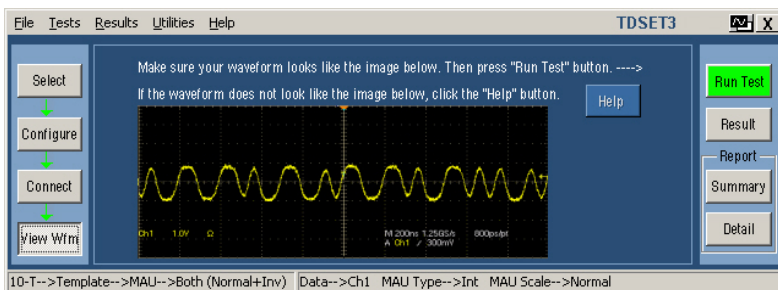 File Tests Results Utilities Help TDSET3 X
Make sure your waveform looks like the image below. Then press "Run Test" button. ---->
If the waveform does not look like the image below, click the "Help" button.
Help
Select
Configure
Connect
View Wfm
Ch1 1.0V Ω
M 200ns 1.25GS/s 800ps/pt
A Ch1 / 300mV
Run Test
Result
Report
Summary
Detail
10-T-->Template-->MAU-->Both (Normal+Inv) Data-->Ch1 MAU Type-->Int MAU Scale-->Normal